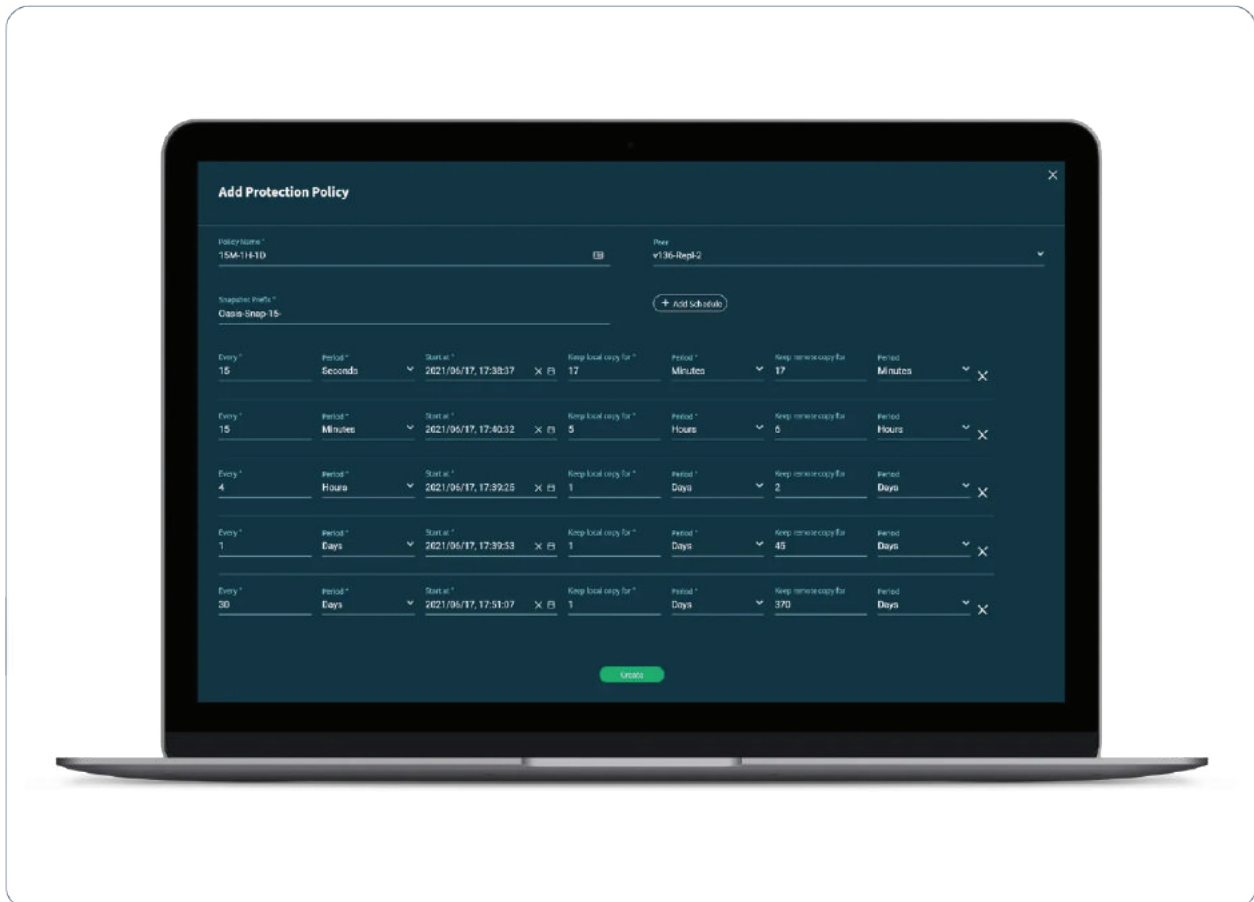 Add Protection Policy
Policy Name *
15M-1H-1D
Peer
v136-Repl-2
Snapshot Prefix *
Oasis-Snap-15-
+ Add Schedule
Every * Period * Start at * Keep local copy for * Period * Keep remote copy for Period
15 Seconds 2021/06/17, 17:38:37 17 Minutes 17 Minutes
Every * Period * Start at * Keep local copy for * Period * Keep remote copy for Period
15 Minutes 2021/06/17, 17:40:32 5 Hours 6 Hours
Every * Period * Start at * Keep local copy for * Period * Keep remote copy for Period
4 Hours 2021/06/17, 17:39:25 1 Days 2 Days
Every * Period * Start at * Keep local copy for * Period * Keep remote copy for Period
1 Days 2021/06/17, 17:39:53 1 Days 45 Days
Every * Period * Start at * Keep local copy for * Period * Keep remote copy for Period
30 Days 2021/06/17, 17:51:07 1 Days 370 Days
Create